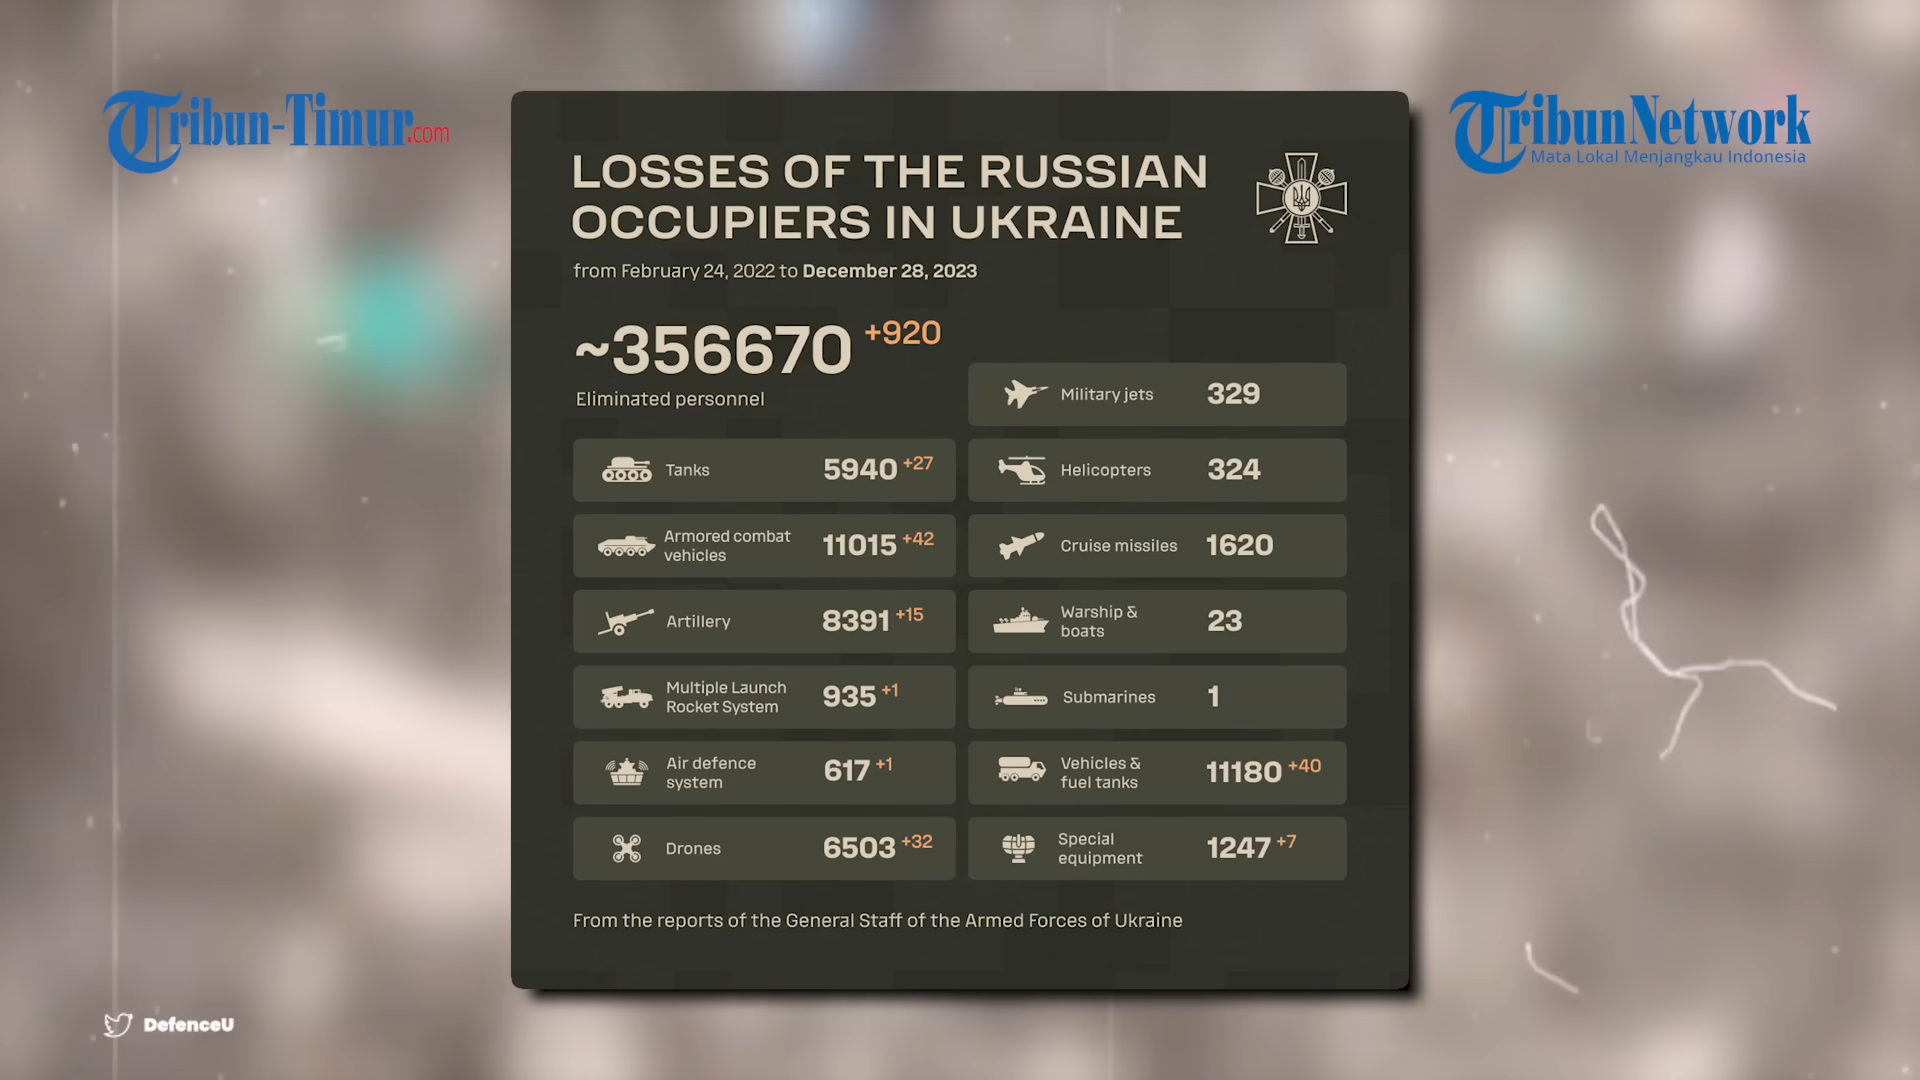 Tribun-Timur.com
TribunNetwork
Mata Lokal Menjangkau Indonesia
LOSSES OF THE RUSSIAN
OCCUPIERS IN UKRAINE
from February 24, 2022 to December 28, 2023
~356670 +920
Eliminated personnel
Military jets 329
Tanks 5940 +27
Helicopters 324
Armored combat
vehicles 11015 +42
Cruise missiles 1620
Artillery 8391 +15
Warship &
boats 23
Multiple Launch
Rocket System 935 +1
Submarines 1
Air defence
system 617 +1
Vehicles &
fuel tanks 11180 +40
Drones 6503 +32
Special
equipment 1247 +7
From the reports of the General Staff of the Armed Forces of Ukraine
DefenceU